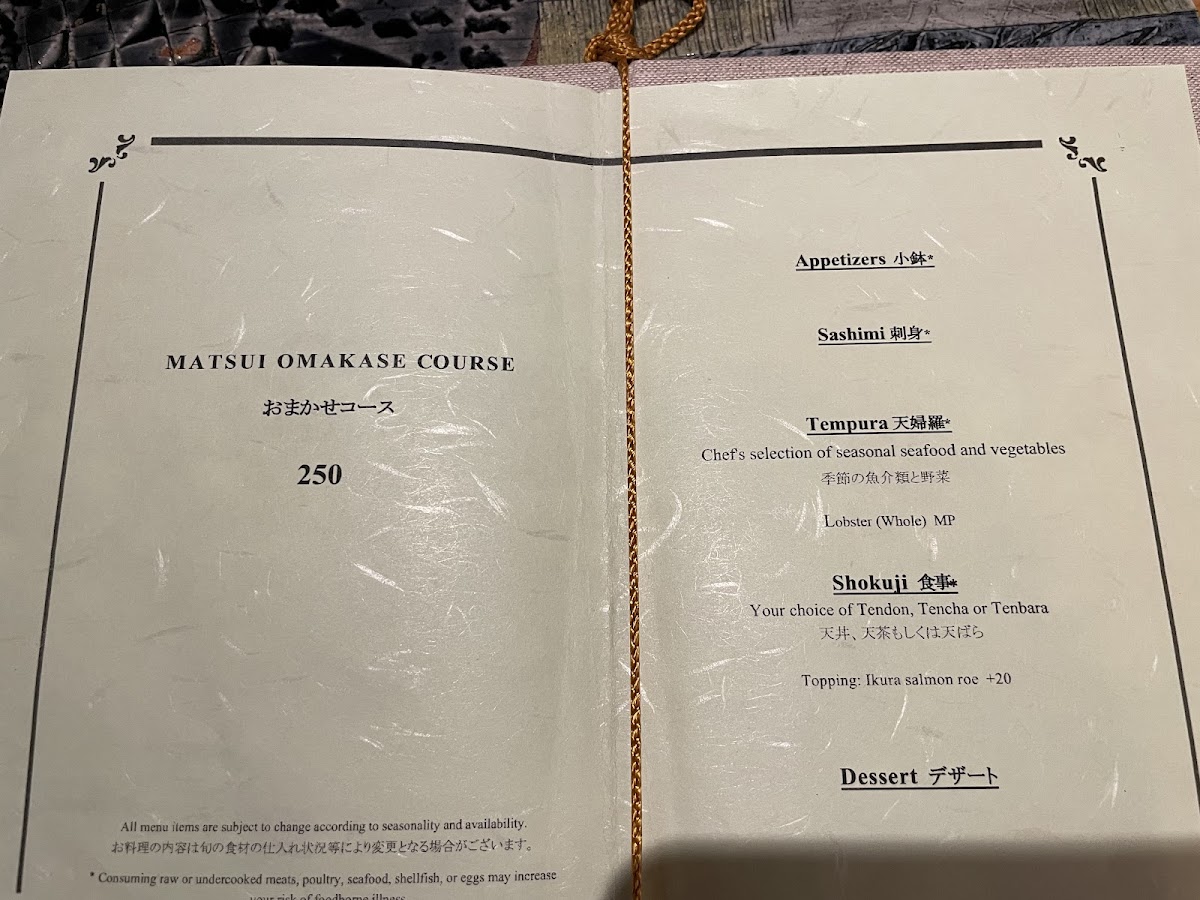 MATSUI OMAKASE COURSE
おまかせコース
250
All menu items are subject to change according to seasonality and availability.
お料理の内容は旬の食材の仕入れ状況等により変更となる場合がございます。
* Consuming raw or undercooked meats, poultry, seafood, shellfish, or eggs may increase
your risk of foodborne illness
Appetizers 小鉢*
Sashimi 刺身*
Tempura 天婦羅*
Chef's selection of seasonal seafood and vegetables
季節の魚介類と野菜
Lobster (Whole) MP
Shokuji 食事*
Your choice of Tendon, Tencha or Tenbara
天丼、天茶もしくは天ばら
Topping: Ikura salmon roe +20
Dessert デザート